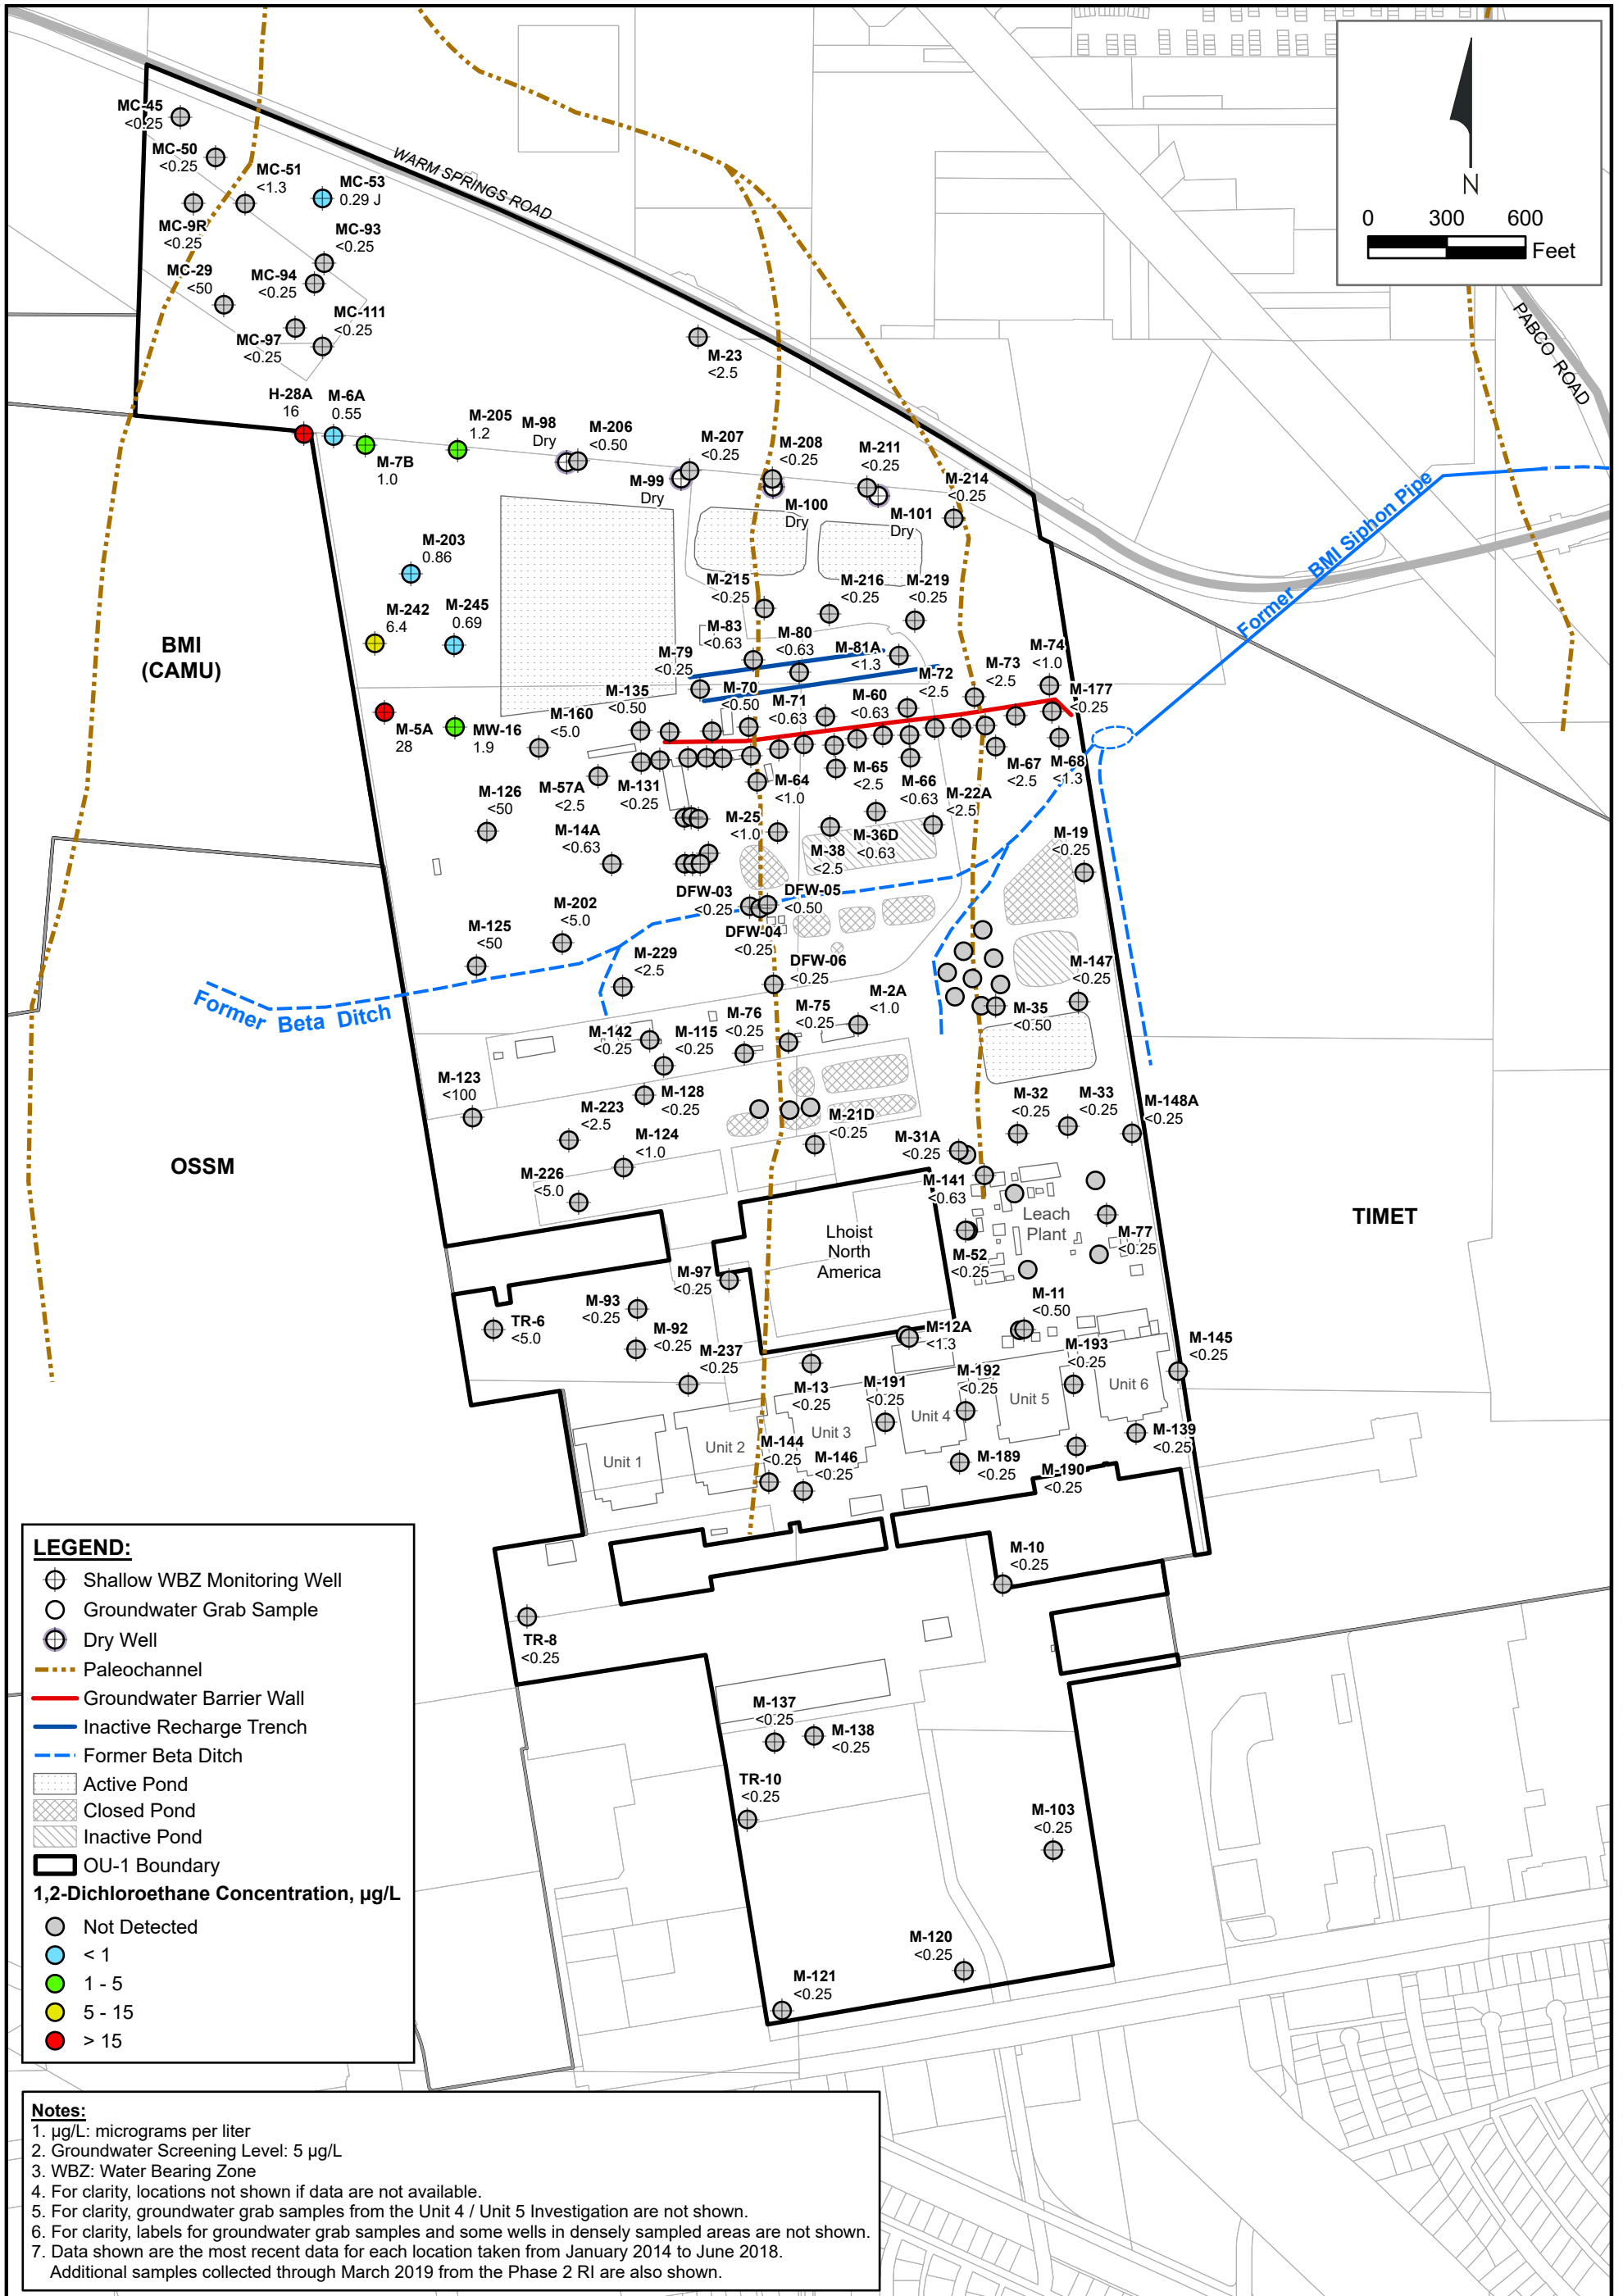 MC-45
<0.25
MC-50
<0.25
MC-51
<1.3
MC-53
0.29 J
MC-9R
<0.25
MC-93
<0.25
MC-29
<50
MC-94
<0.25
MC-111
<0.25
MC-97
<0.25
WARM SPRINGS ROAD
N
0 300 600
Feet
PABCO ROAD
M-23
<2.5
H-28A
16
M-6A
0.55
M-7B
1.0
M-205
1.2
M-98
Dry
M-206
<0.50
M-207
<0.25
M-99
Dry
M-208
<0.25
M-100
Dry
M-211
<0.25
M-101
Dry
M-214
<0.25
Former BMI Siphon Pipe
M-203
0.86
M-242
6.4
M-245
0.69
M-215
<0.25
M-216
<0.25
M-219
<0.25
BMI
(CAMU)
M-83
<0.63
M-80
<0.63
M-81A
<1.3
M-79
<0.25
M-74
<1.0
M-73
<2.5
M-72
<2.5
M-177
<0.25
M-70
<0.50
M-71
<0.63
M-60
<0.63
M-135
<0.50
M-160
<5.0
M-5A
28
MW-16
1.9
M-57A
<2.5
M-131
<0.25
M-64
<1.0
M-65
<2.5
M-66
<0.63
M-67
<2.5
M-68
<1.3
M-126
<50
M-14A
<0.63
M-25
<1.0
M-38
<2.5
M-36D
<0.63
M-22A
<2.5
M-19
<0.25
DFW-03
<0.25
DFW-05
<0.50
DFW-04
<0.25
M-202
<5.0
M-125
<50
M-229
<2.5
DFW-06
<0.25
M-147
<0.25
Former Beta Ditch
M-35
<0.50
M-2A
<1.0
M-75
<0.25
M-76
<0.25
M-142
<0.25
M-115
<0.25
M-123
<100
M-128
<0.25
M-223
<2.5
M-124
<1.0
M-21D
<0.25
M-32
<0.25
M-33
<0.25
M-148A
<0.25
M-31A
<0.25
OSSM
M-226
<5.0
M-141
<0.63
TIMET
Lhoist
North
America
Leach
Plant
M-77
<0.25
M-52
<0.25
M-97
<0.25
M-93
<0.25
M-11
<0.50
TR-6
<5.0
M-92
<0.25
M-12A
<1.3
M-237
<0.25
M-193
<0.25
M-145
<0.25
M-13
<0.25
M-191
<0.25
M-192
<0.25
Unit 1
Unit 2
Unit 3
Unit 4
Unit 5
Unit 6
M-144
<0.25
M-146
<0.25
M-189
<0.25
M-190
<0.25
M-139
<0.25
M-10
<0.25
TR-8
<0.25
M-137
<0.25
M-138
<0.25
TR-10
<0.25
M-103
<0.25
M-120
<0.25
M-121
<0.25
LEGEND:
Shallow WBZ Monitoring Well
Groundwater Grab Sample
Dry Well
Paleochannel
Groundwater Barrier Wall
Inactive Recharge Trench
Former Beta Ditch
Active Pond
Closed Pond
Inactive Pond
OU-1 Boundary
1,2-Dichloroethane Concentration, µg/L
Not Detected
< 1
1 - 5
5 - 15
> 15
Notes:
1. µg/L: micrograms per liter
2. Groundwater Screening Level: 5 µg/L
3. WBZ: Water Bearing Zone
4. For clarity, locations not shown if data are not available.
5. For clarity, groundwater grab samples from the Unit 4 / Unit 5 Investigation are not shown.
6. For clarity, labels for groundwater grab samples and some wells in densely sampled areas are not shown.
7. Data shown are the most recent data for each location taken from January 2014 to June 2018.
Additional samples collected through March 2019 from the Phase 2 RI are also shown.